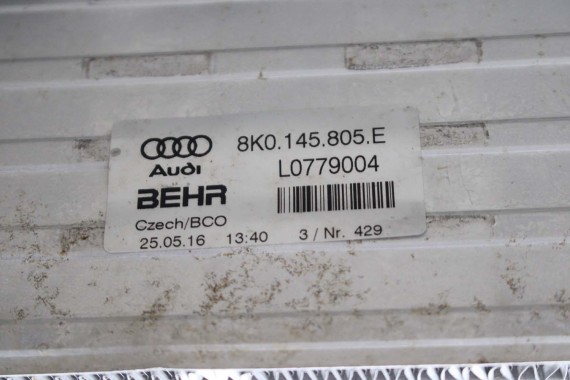 8K0.145.805.E
Audi
L0779004
BEHR
Czech/BCO
25.05.16 13:40 3 / Nr. 429